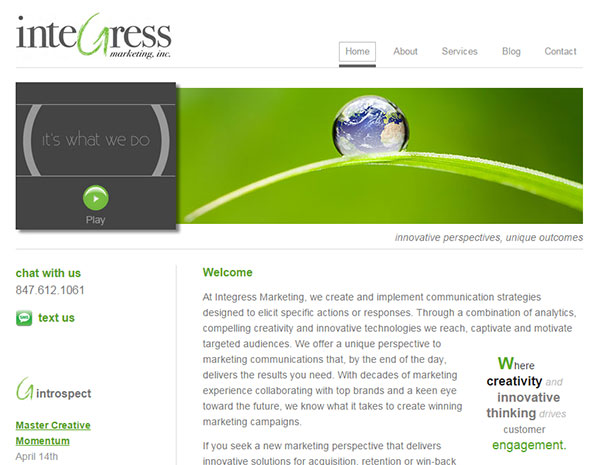 inteGress
marketing, inc.
Home About Services Blog Contact
it's what we do
Play
innovative perspectives, unique outcomes
chat with us
847.612.1061
text us
Gintrospect
Master Creative
Momentum
April 14th
Welcome
At Integress Marketing, we create and implement communication strategies
designed to elicit specific actions or responses. Through a combination of analytics,
compelling creativity and innovative technologies we reach, captivate and motivate
targeted audiences. We offer a unique perspective to
marketing communications that, by the end of the day,
delivers the results you need. With decades of marketing
experience collaborating with top brands and a keen eye
toward the future, we know what it takes to create winning
marketing campaigns.
If you seek a new marketing perspective that delivers
innovative solutions for acquisition, retention or win-back
Where
creativity and
innovative
thinking drives
customer
engagement.